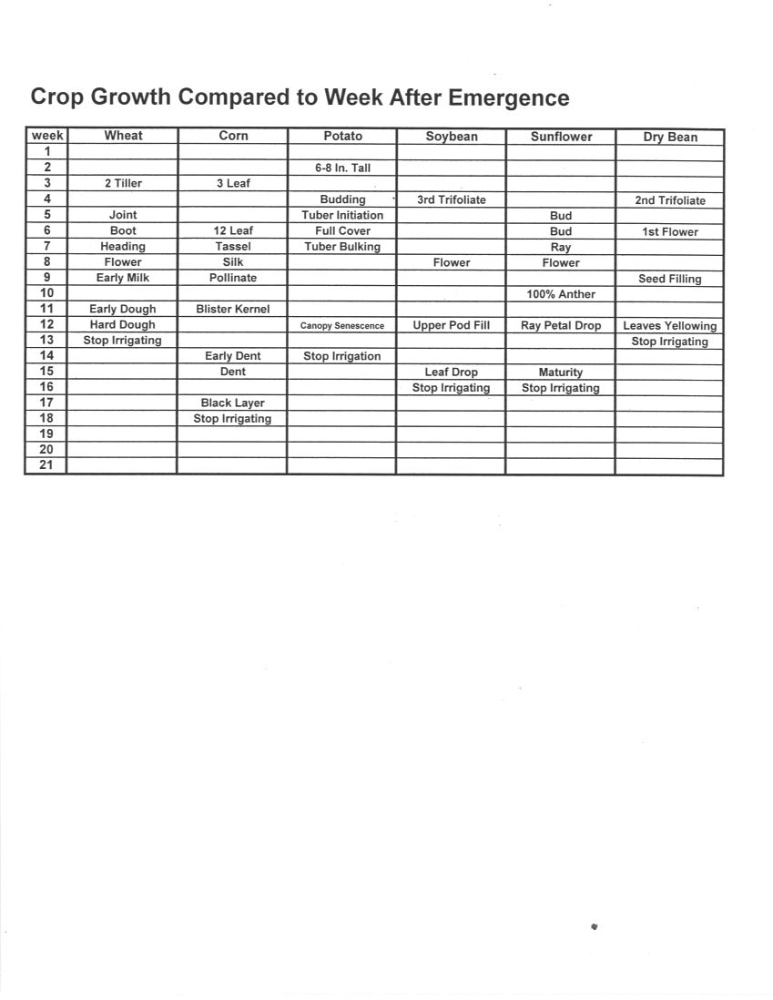 Crop Growth Compared to Week After Emergence
week Wheat Corn Potato Soybean Sunflower Dry Bean
1
2 6-8 In. Tall
3 2 Tiller 3 Leaf
4 Budding 3rd Trifoliate 2nd Trifoliate
5 Joint Tuber Initiation Bud
6 Boot 12 Leaf Full Cover Bud 1st Flower
7 Heading Tassel Tuber Bulking Ray
8 Flower Silk Flower Flower
9 Early Milk Pollinate Seed Filling
10 100% Anther
11 Early Dough Blister Kernel
12 Hard Dough Canopy Senescence Upper Pod Fill Ray Petal Drop Leaves Yellowing
13 Stop Irrigating Stop Irrigating
14 Early Dent Stop Irrigation
15 Dent Leaf Drop Maturity
16 Stop Irrigating Stop Irrigating
17 Black Layer
18 Stop Irrigating
19
20
21